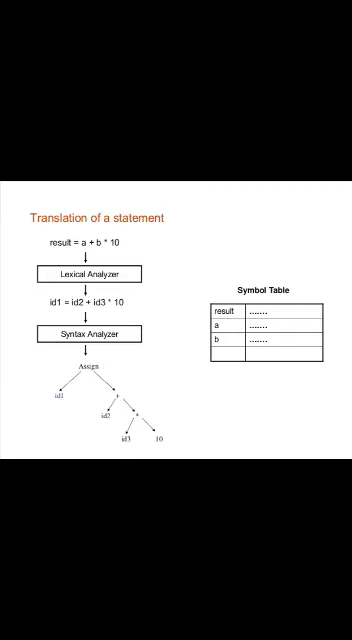 Translation of a statement
result = a + b * 10
Lexical Analyzer
id1 = id2 + id3 * 10
Syntax Analyzer
Assign
id1
+
id2
*
id3
10
Symbol Table
result .......
a .......
b .......